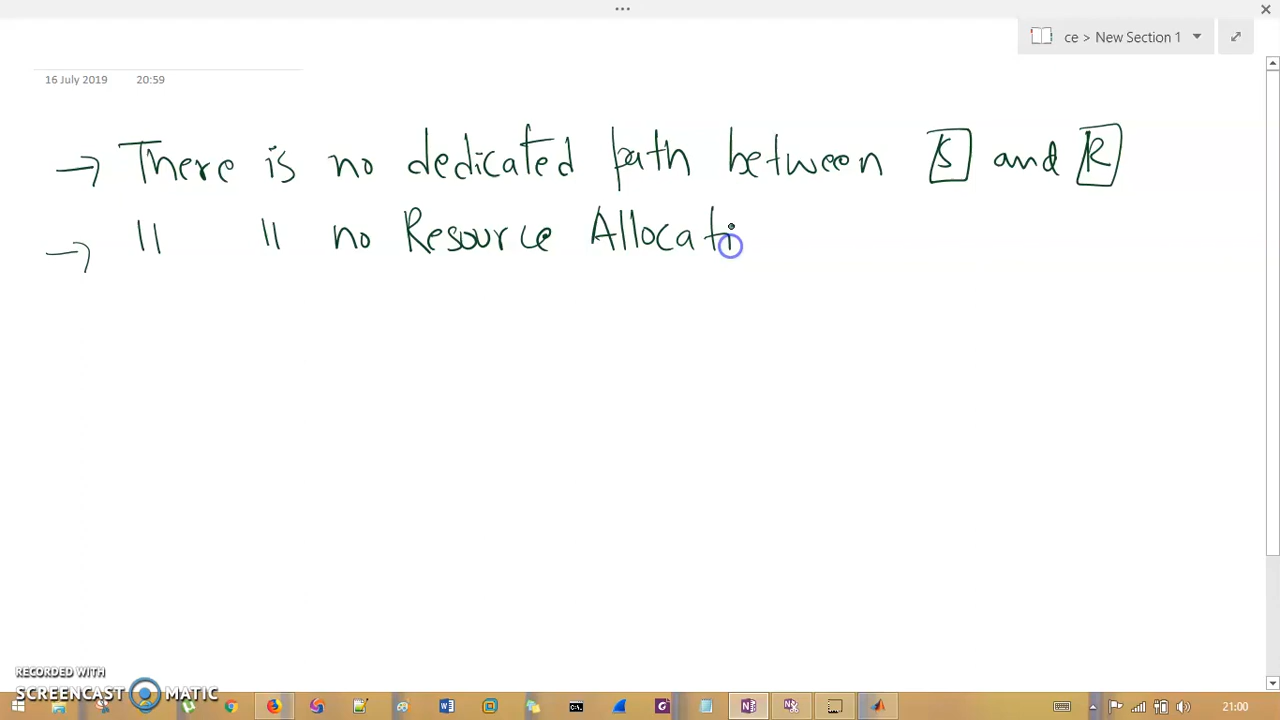 ce > New Section 1
16 July 2019 20:59
→ There is no dedicated path between S and R
→ " " no Resource Allocati
RECORDED WITH
SCREENCAST MATIC
21:00